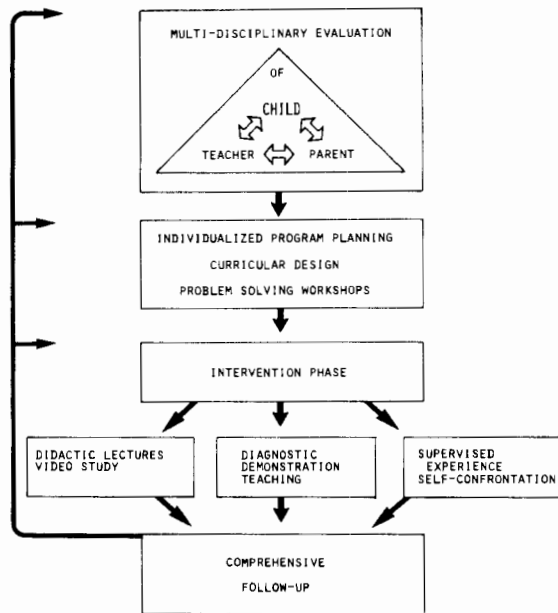 MULTI-DISCIPLINARY EVALUATION
OF
CHILD
TEACHER PARENT
INDIVIDUALIZED PROGRAM PLANNING
CURRICULAR DESIGN
PROBLEM SOLVING WORKSHOPS
INTERVENTION PHASE
DIDACTIC LECTURES
VIDEO STUDY
DIAGNOSTIC
DEMONSTRATION
TEACHING
SUPERVISED
EXPERIENCE
SELF-CONFRONTATION
COMPREHENSIVE
FOLLOW-UP